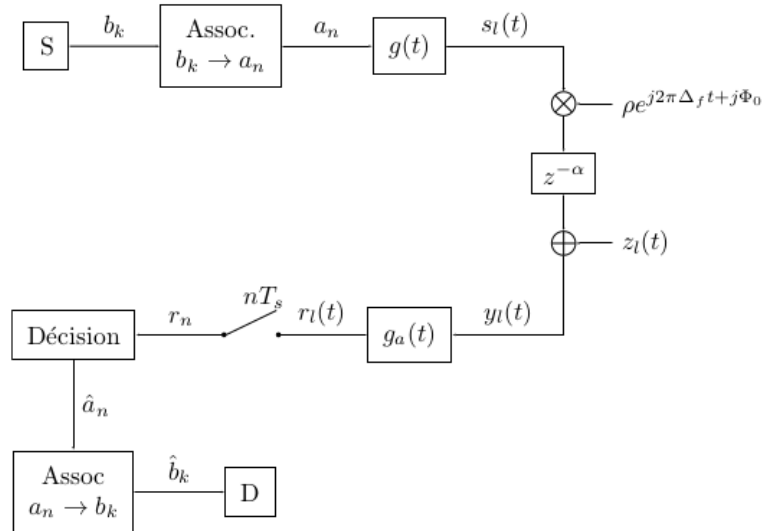 S
b_k
Assoc.
b_k → a_n
a_n
g(t)
s_l(t)
⊗
ρe^{j2πΔ_f t+jΦ_0}
z^{−α}
⊕
z_l(t)
Décision
r_n
nT_s
r_l(t)
g_a(t)
y_l(t)
â_n
Assoc
a_n → b_k
b̂_k
D